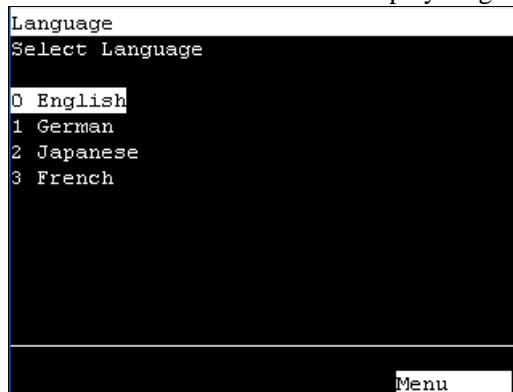 Language
Select Language
0 English
1 German
2 Japanese
3 French
Menu